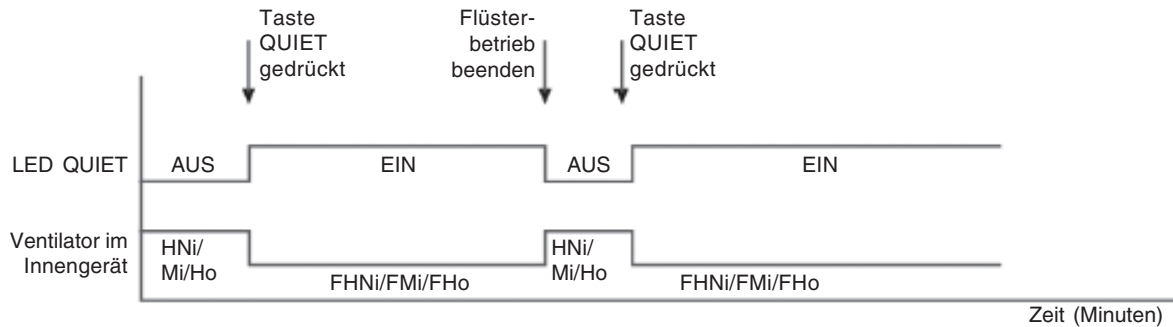 Taste
QUIET
gedrückt
Flüster-
betrieb
beenden
Taste
QUIET
gedrückt
LED QUIET
AUS
EIN
AUS
EIN
Ventilator im
Innengerät
HNi/
Mi/Ho
FHNi/FMi/FHo
HNi/
Mi/Ho
FHNi/FMi/FHo
Zeit (Minuten)